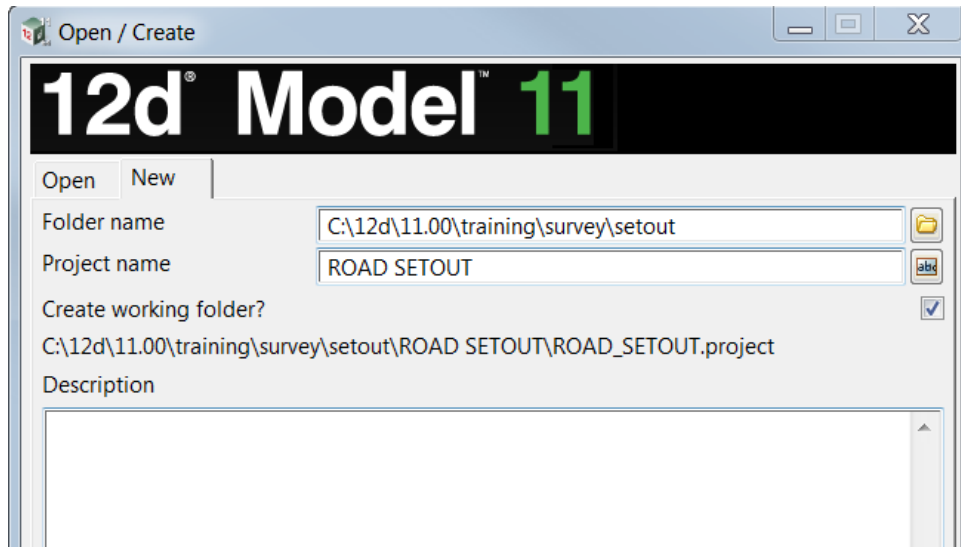 Open / Create
12d® Model™ 11
Open New
Folder name C:\12d\11.00\training\survey\setout
Project name ROAD SETOUT
Create working folder?
C:\12d\11.00\training\survey\setout\ROAD SETOUT\ROAD_SETOUT.project
Description